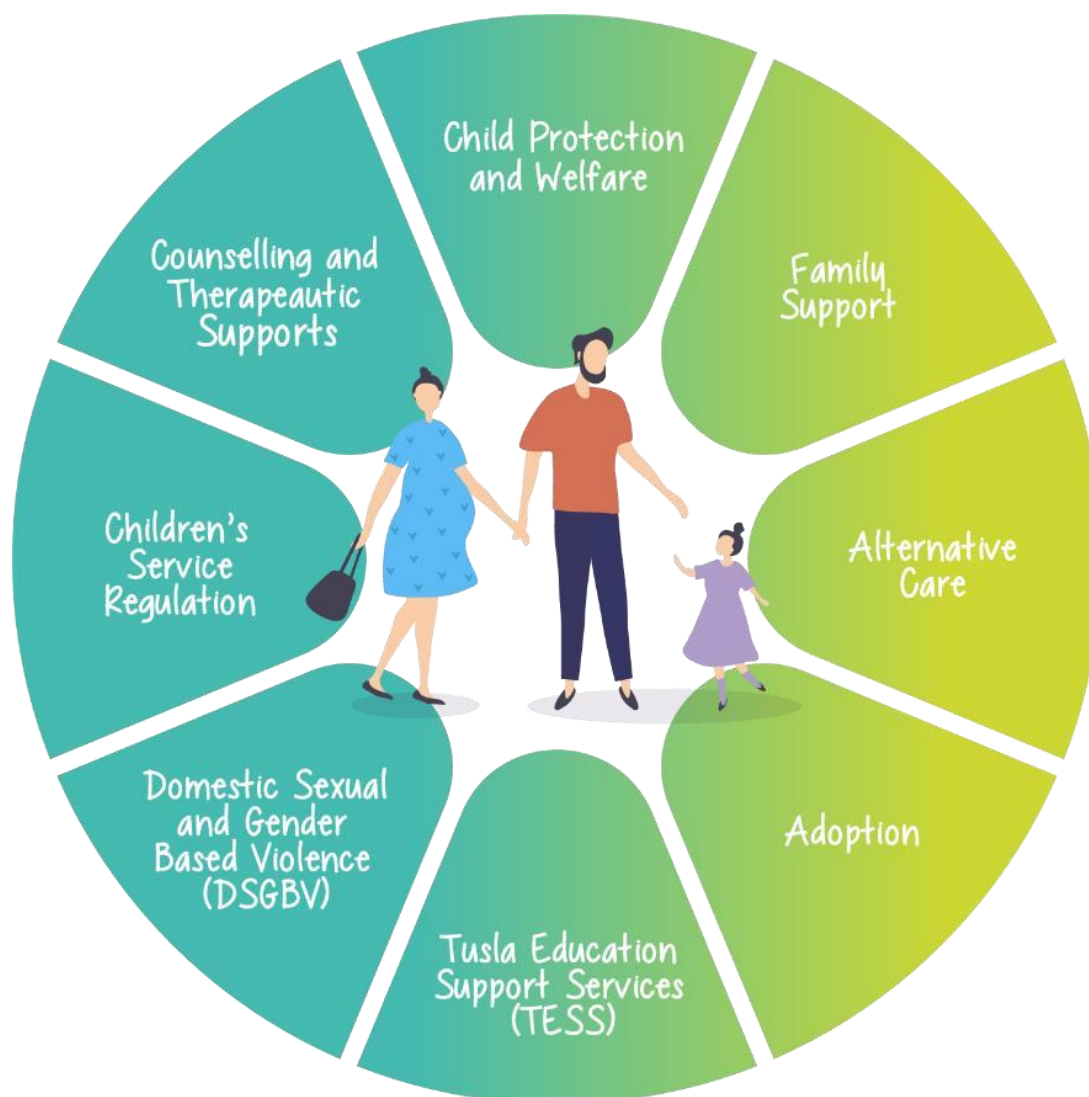 Child Protection
and Welfare
Family
Support
Alternative
Care
Adoption
Tusla Education
Support Services
(TESS)
Domestic Sexual
and Gender
Based Violence
(DSGBV)
Children's
Service
Regulation
Counselling and
Therapeautic
Supports